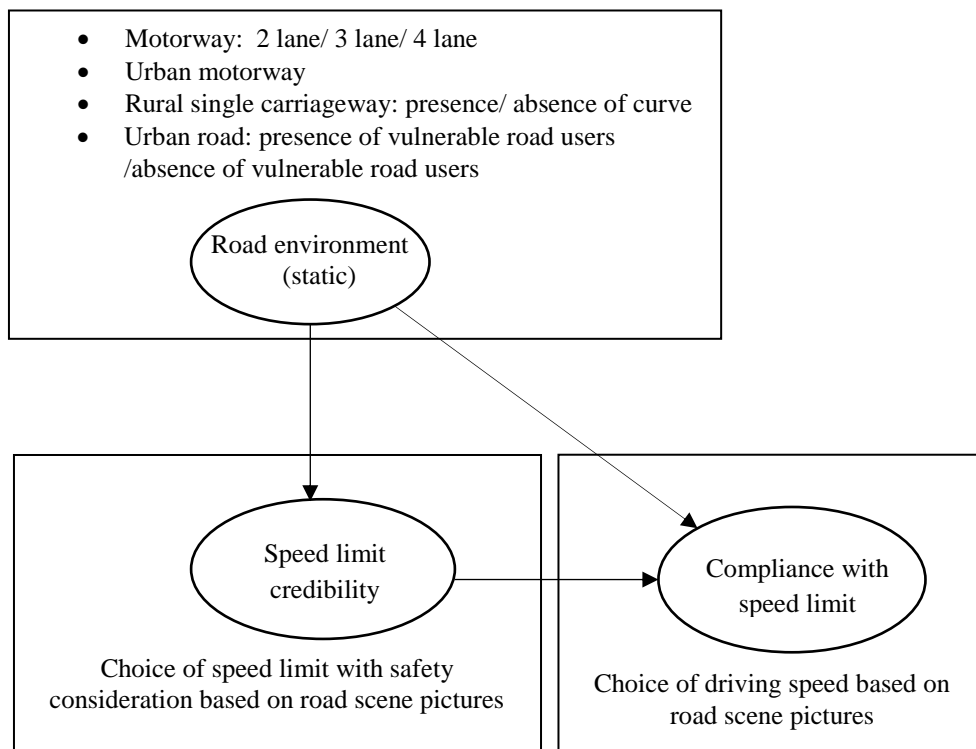 • Motorway: 2 lane/ 3 lane/ 4 lane
• Urban motorway
• Rural single carriageway: presence/ absence of curve
• Urban road: presence of vulnerable road users
/absence of vulnerable road users
Road environment
(static)
Speed limit
credibility
Choice of speed limit with safety
consideration based on road scene pictures
Compliance with
speed limit
Choice of driving speed based on
road scene pictures